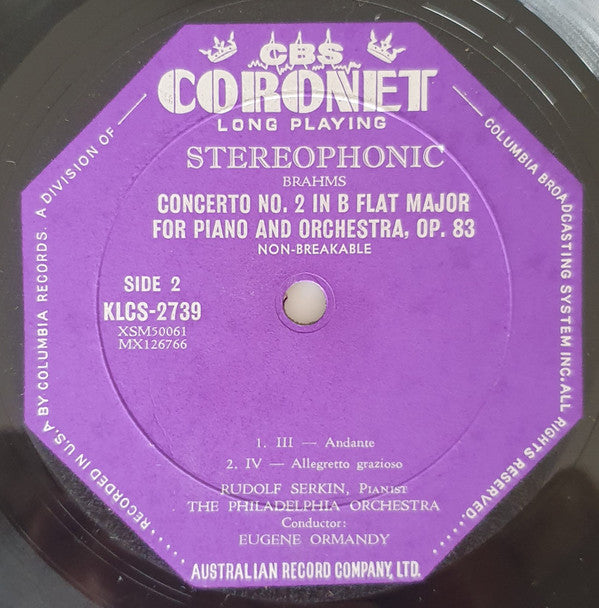 CBS
CORONET
LONG PLAYING
STEREOPHONIC
BRAHMS
CONCERTO NO. 2 IN B FLAT MAJOR
FOR PIANO AND ORCHESTRA, OP. 83
NON-BREAKABLE
SIDE 2
KLCS-2739
XSM50061
MX126766
1. III — Andante
2. IV — Allegretto grazioso
RUDOLF SERKIN, PIANIST
THE PHILADELPHIA ORCHESTRA
Conductor:
EUGENE ORMANDY
AUSTRALIAN RECORD COMPANY, LTD.
RECORDED IN U.S.A BY COLUMBIA RECORDS. A DIVISION OF —
— COLUMBIA BROADCASTING SYSTEM INC. ALL RIGHTS RESERVED....